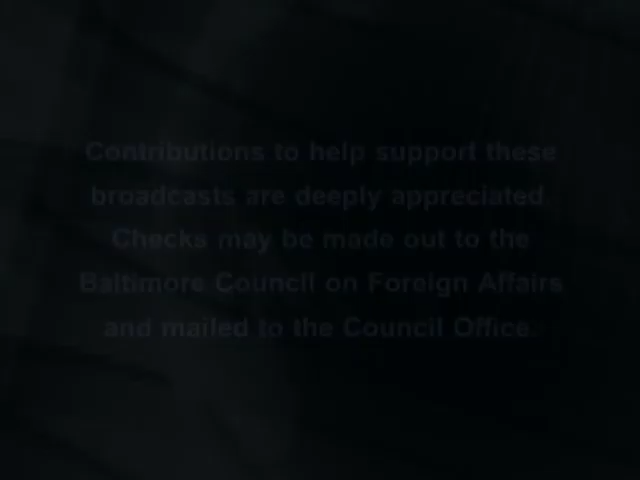 Contributions to help support these
broadcasts are deeply appreciated.
Checks may be made out to the
Baltimore Council on Foreign Affairs
and mailed to the Council Office.